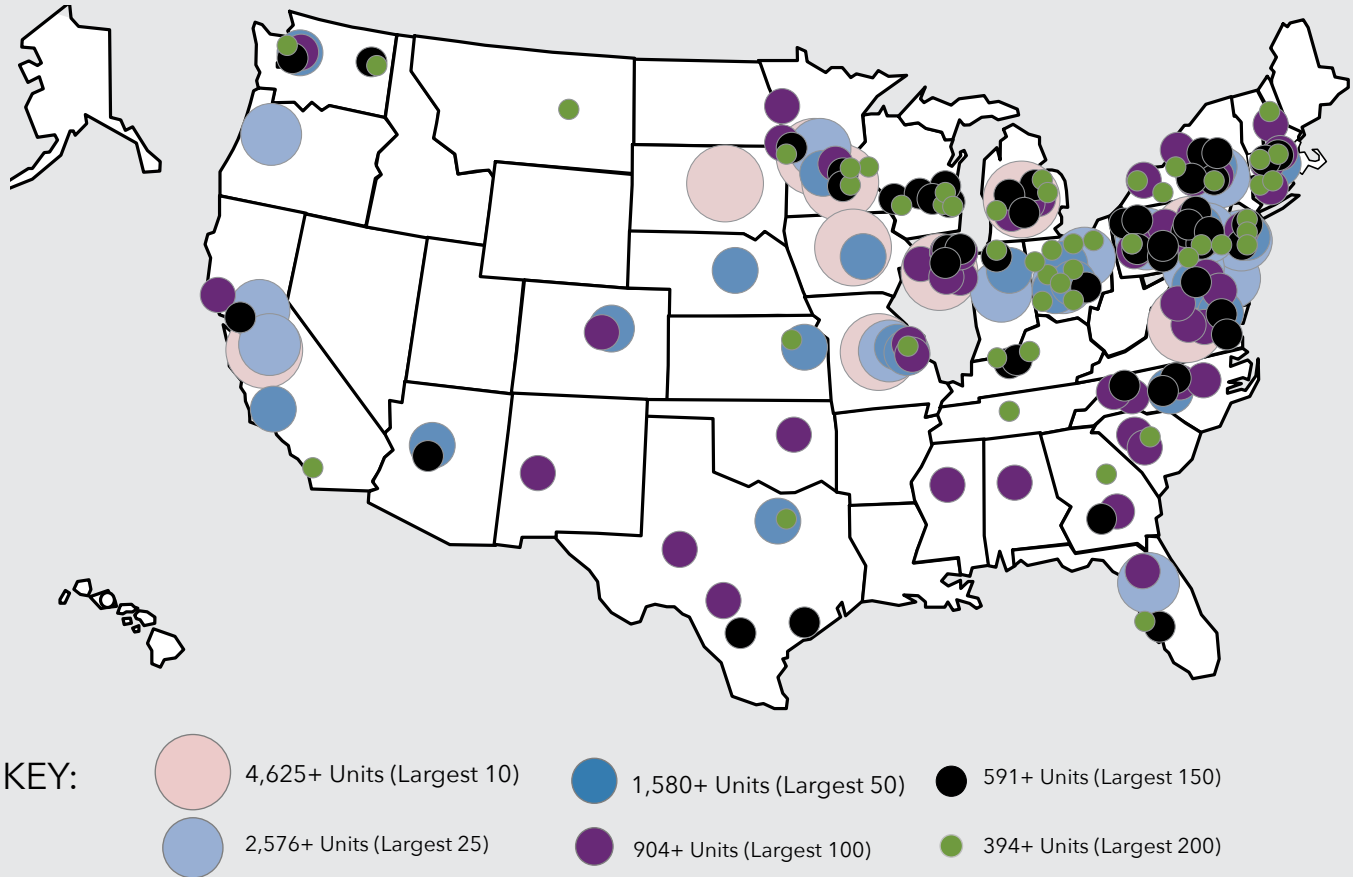 KEY:
4,625+ Units (Largest 10)
1,580+ Units (Largest 50)
591+ Units (Largest 150)
2,576+ Units (Largest 25)
904+ Units (Largest 100)
394+ Units (Largest 200)